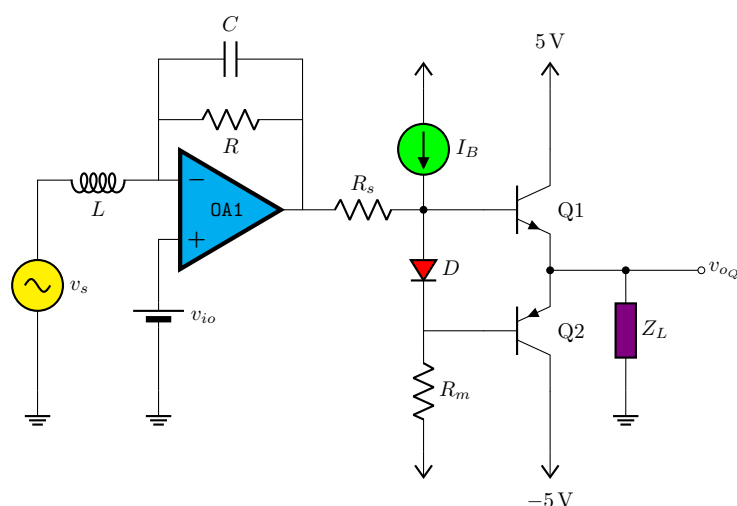 C
5 V
R
I_B
R_s
−
OA1
Q1
L
+
D
v_{o_Q}
v_s
v_{io}
Q2
Z_L
R_m
−5 V